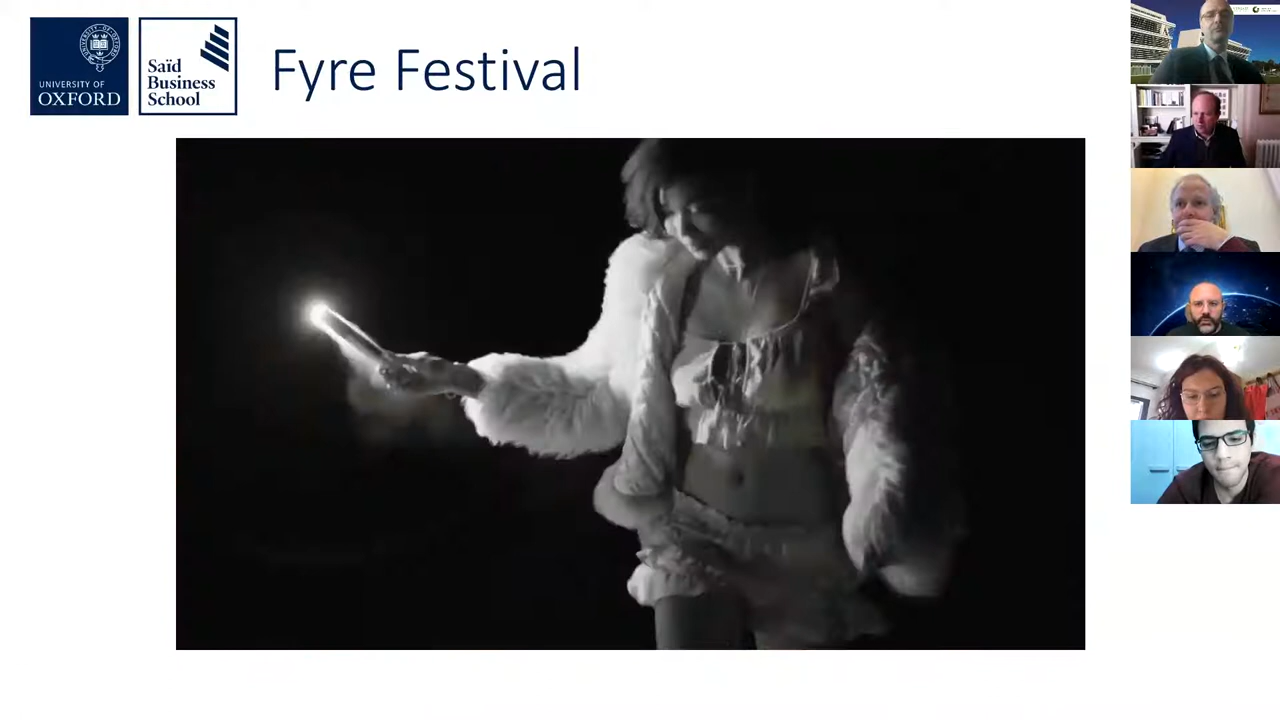 UNIVERSITY OF
OXFORD
Saïd
Business
School
Fyre Festival